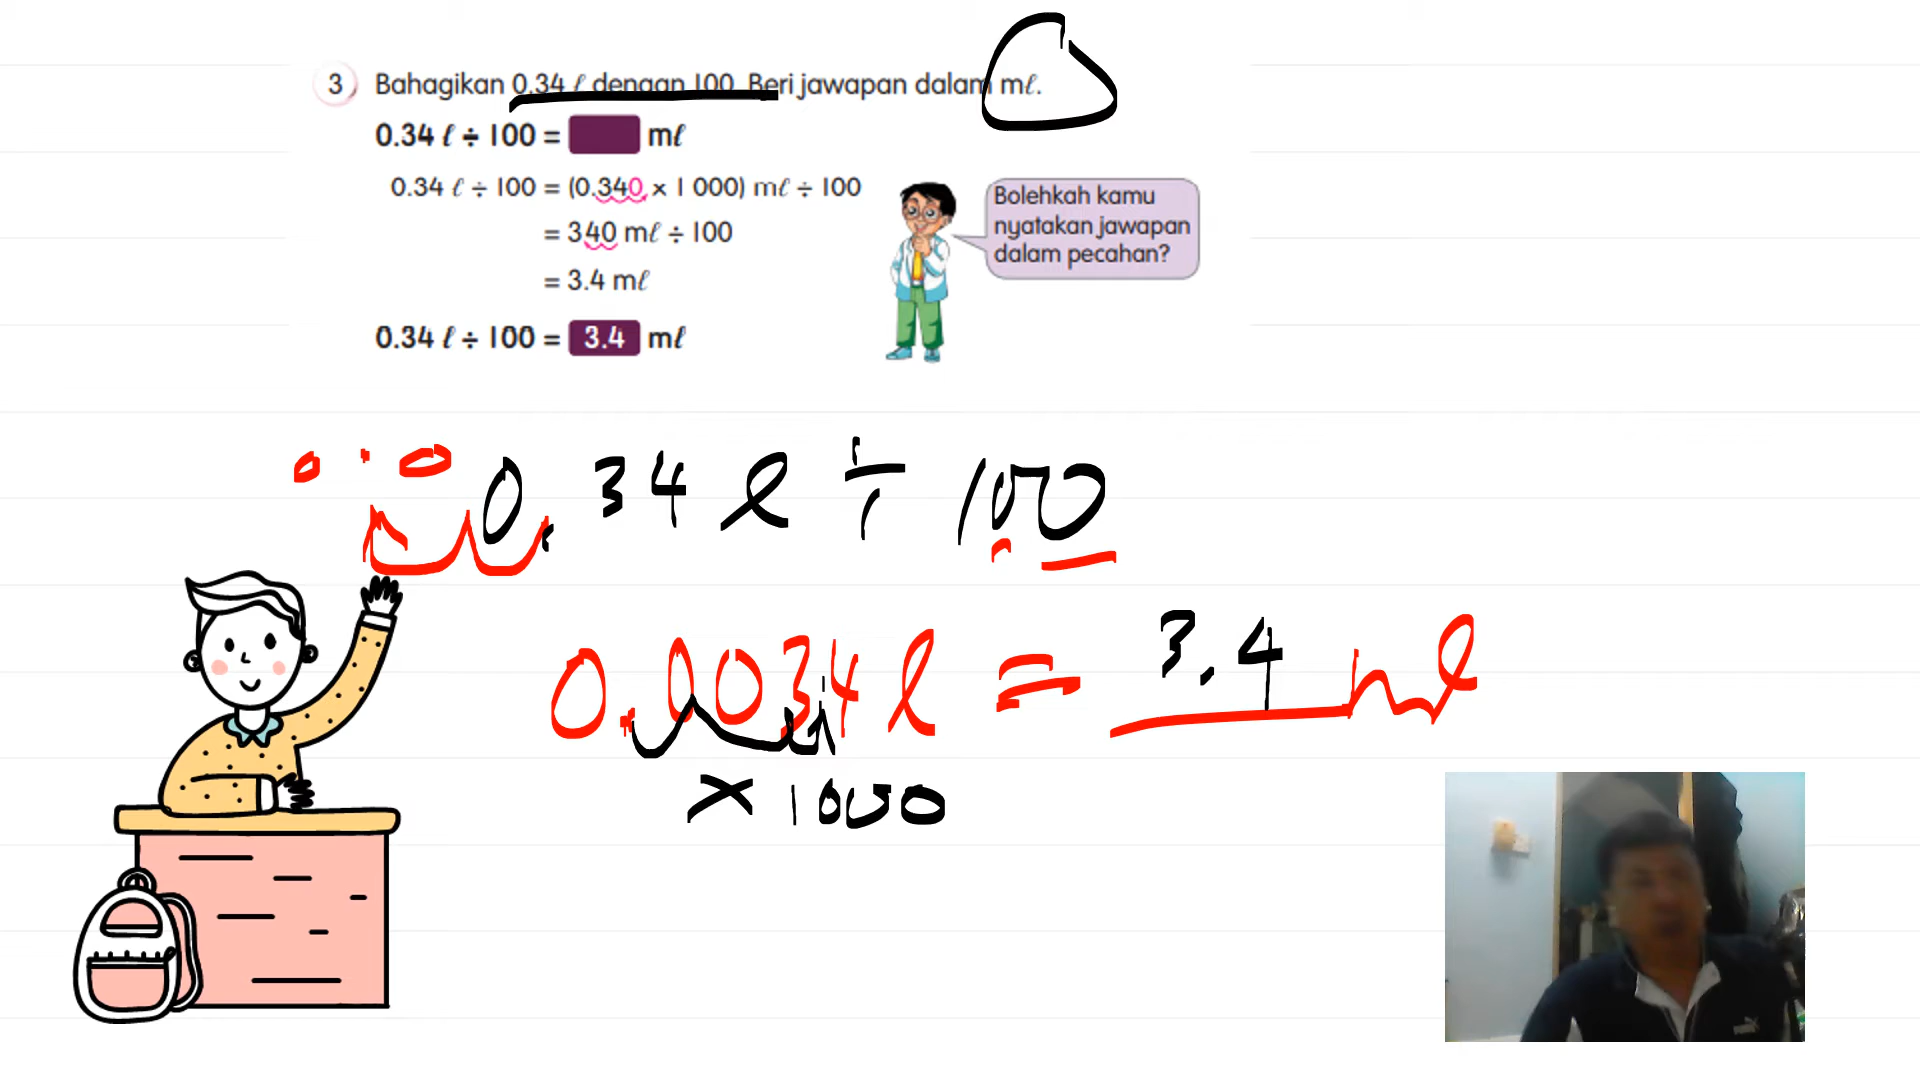 3 Bahagikan 0.34 ℓ dengan 100. Beri jawapan dalam mℓ.
0.34 ℓ ÷ 100 = mℓ
0.34 ℓ ÷ 100 = (0.340 × 1 000) mℓ ÷ 100
= 340 mℓ ÷ 100
= 3.4 mℓ
0.34 ℓ ÷ 100 = 3.4 mℓ
Bolehkah kamu
nyatakan jawapan
dalam pecahan?
0.0
0.34 ℓ ÷ 100
0.0034 ℓ = 3.4 mℓ
× 1000